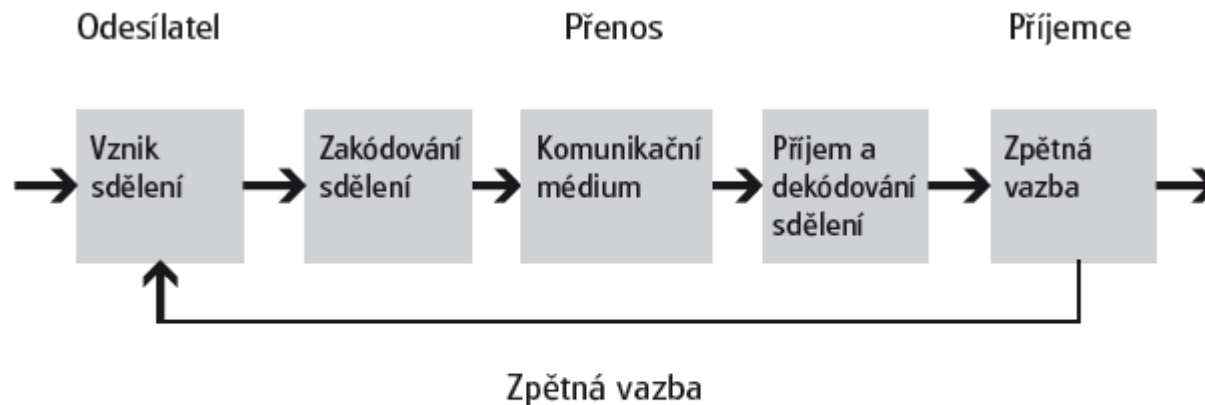 Odesílatel
Přenos
Příjemce
Vznik
sdělení
Zakódování
sdělení
Komunikační
médium
Příjem a
dekódování
sdělení
Zpětná
vazba
Zpětná vazba